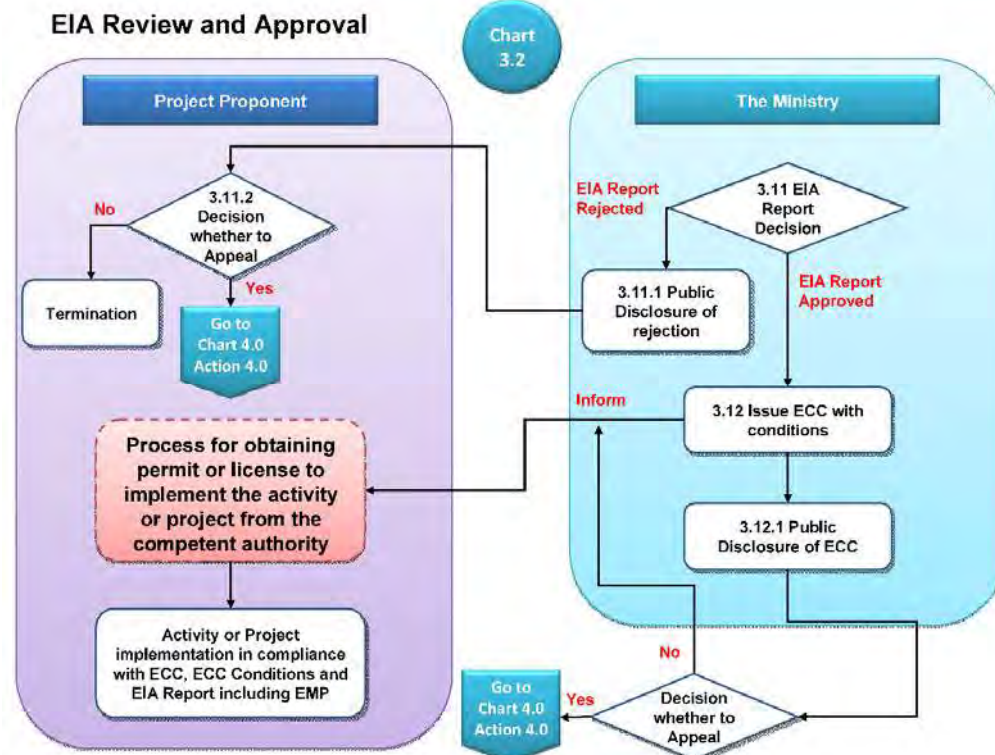 EIA Review and Approval
Chart
3.2
Project Proponent
The Ministry
3.11.2
Decision
whether to
Appeal
No
Yes
Termination
Go to
Chart 4.0
Action 4.0
EIA Report
Rejected
3.11 EIA
Report
Decision
3.11.1 Public
Disclosure of
rejection
EIA Report
Approved
Inform
3.12 Issue ECC with
conditions
Process for obtaining
permit or license to
implement the activity
or project from the
competent authority
3.12.1 Public
Disclosure of ECC
Activity or Project
implementation in compliance
with ECC, ECC Conditions and
EIA Report including EMP
No
Go to
Chart 4.0
Action 4.0
Yes
Decision
whether to
Appeal